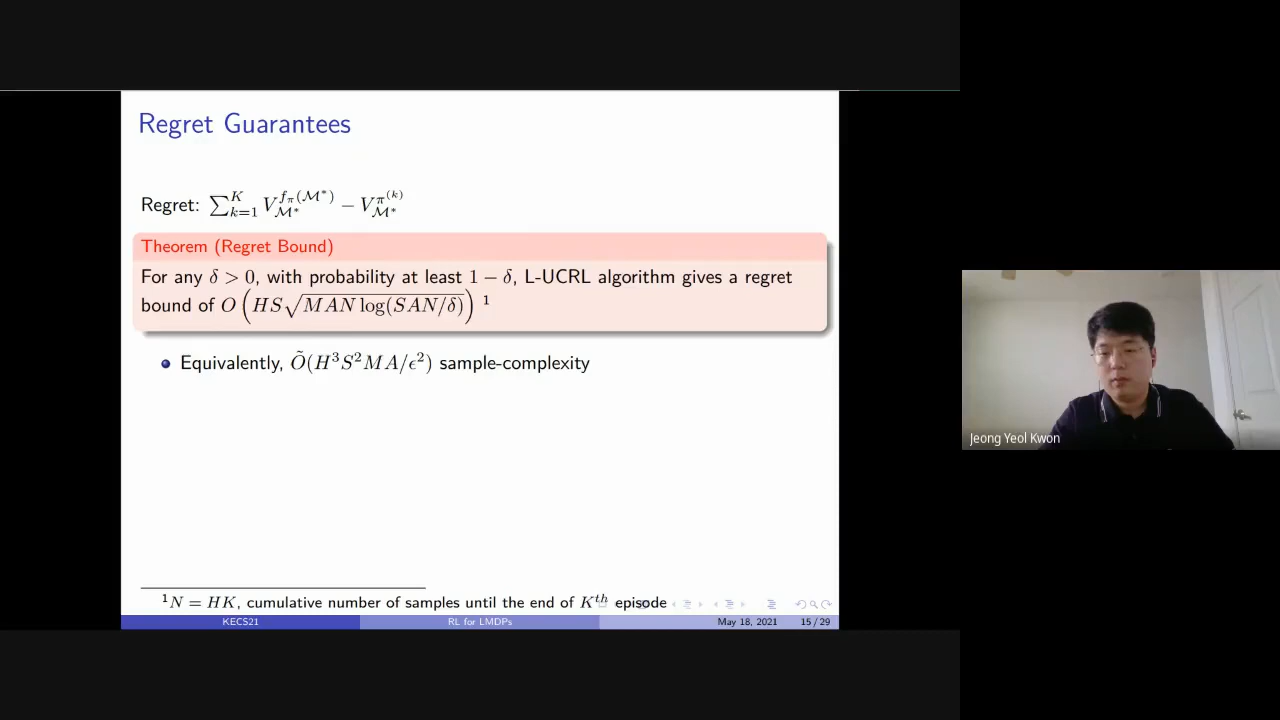 Regret Guarantees
Regret: $\sum_{k=1}^{K} V_{\mathcal{M}^*}^{f_\pi(\mathcal{M}^*)} - V_{\mathcal{M}^*}^{\pi^{(k)}}$
Theorem (Regret Bound)
For any $\delta > 0$, with probability at least $1 - \delta$, L-UCRL algorithm gives a regret
bound of $O\left(HS\sqrt{MAN \log(SAN/\delta)}\right)$ 1
Equivalently, $\tilde{O}(H^3S^2MA/\epsilon^2)$ sample-complexity
Jeong Yeol Kwon
1 $N = HK$, cumulative number of samples until the end of $K^{th}$ episode
KECS21 RL for LMDPs May 18, 2021 15 / 29